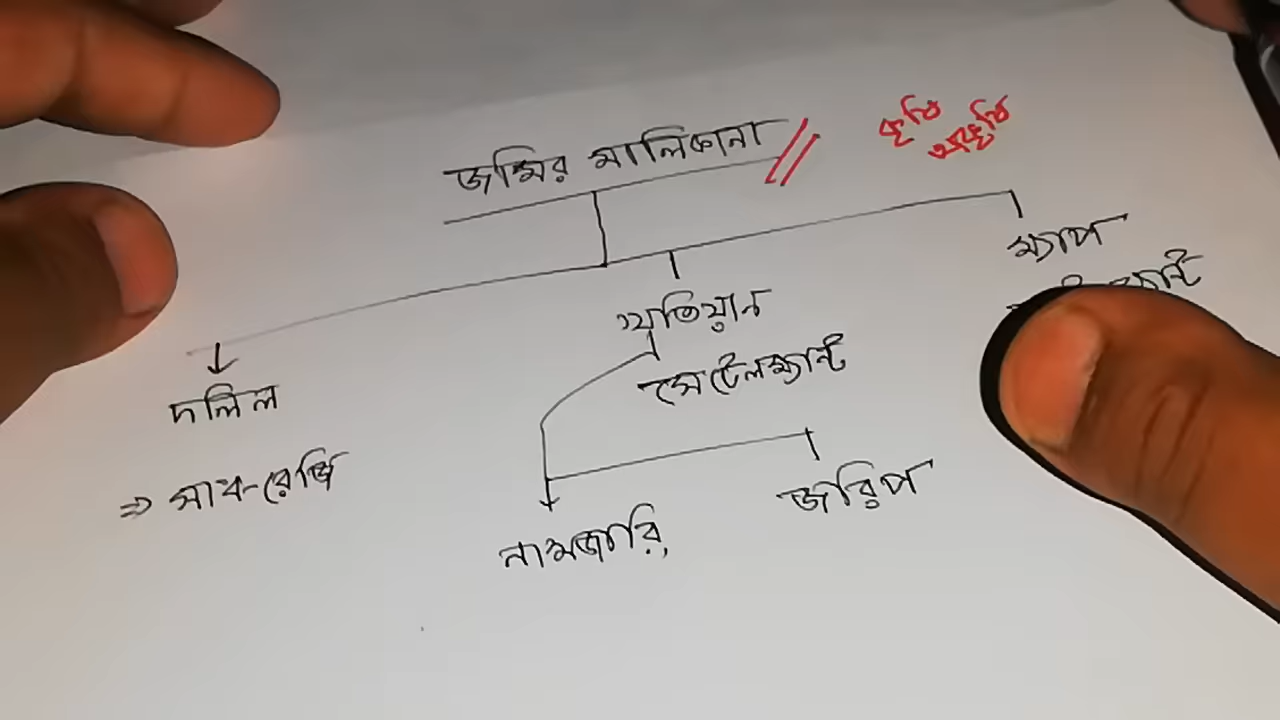 জমির মালিকানা
কৃষি
অকৃষি
ম্যাপ
খতিয়ান
সেটেলম্যান্ট
দলিল
⇒ সাব-রেজি
নামজারি,
জরিপ